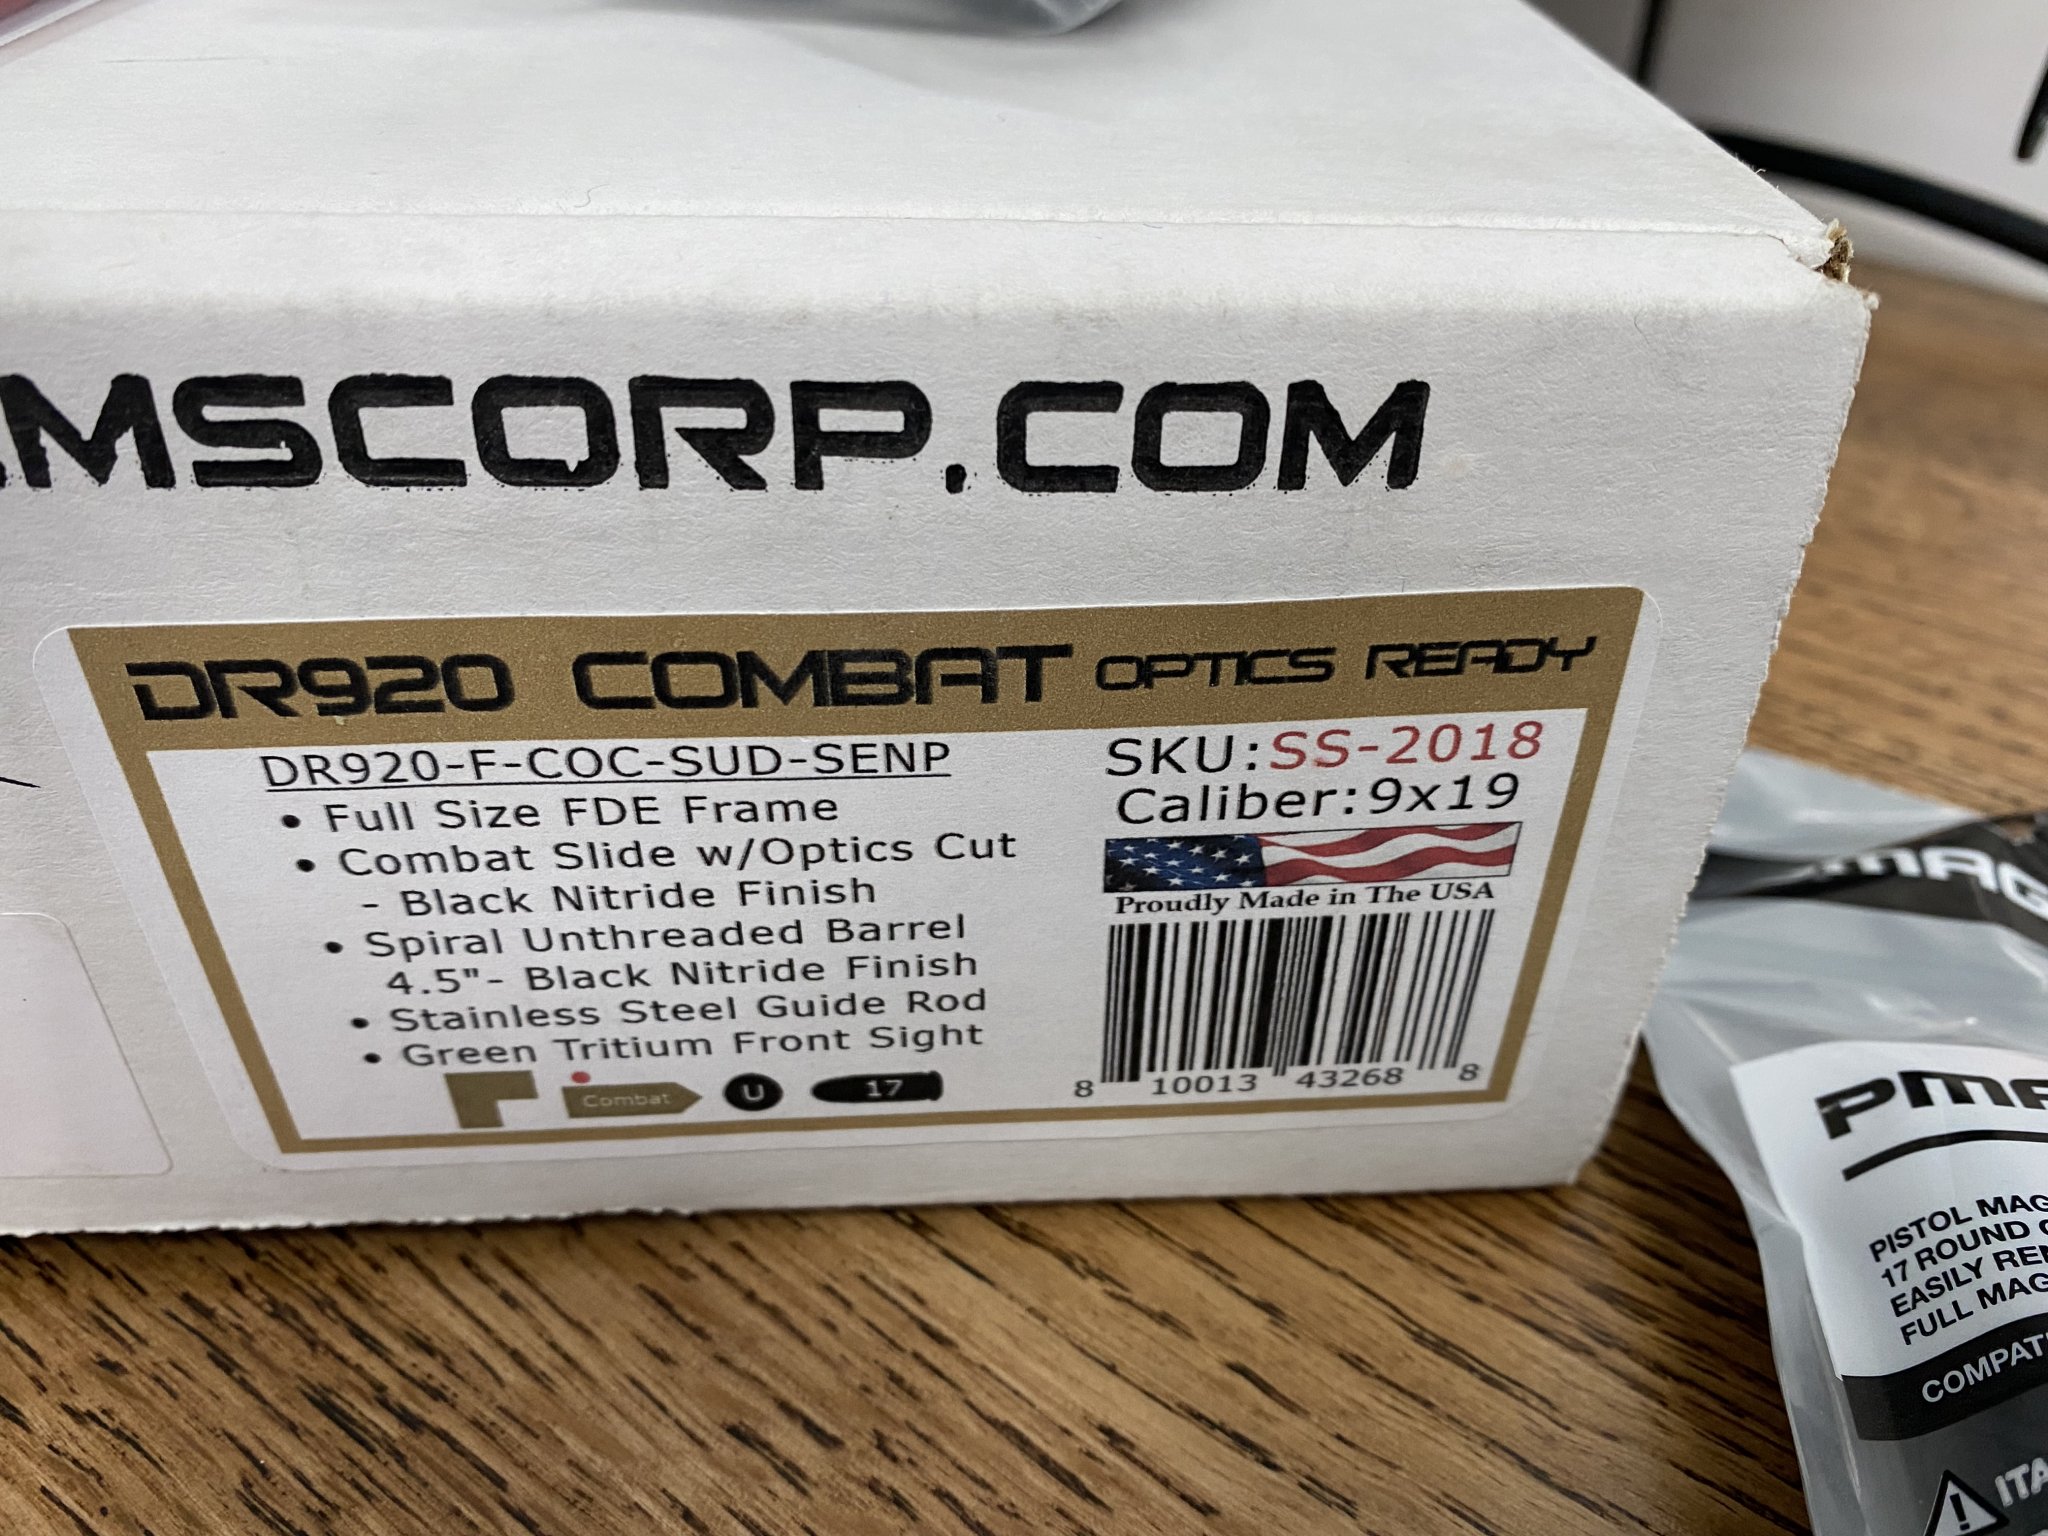 AMSCORP.COM
DR920 COMBAT OPTICS READY
DR920-F-COC-SUD-SENP
• Full Size FDE Frame
• Combat Slide w/Optics Cut
- Black Nitride Finish
• Spiral Unthreaded Barrel
4.5"- Black Nitride Finish
• Stainless Steel Guide Rod
• Green Tritium Front Sight
Combat
U
17
SKU:SS-2018
Caliber:9x19
Proudly Made in The USA
8 10013 43268 8
PMAG
PMA
PISTOL MAG
17 ROUND
EASILY RE
FULL MAG
COMPAT
ITA